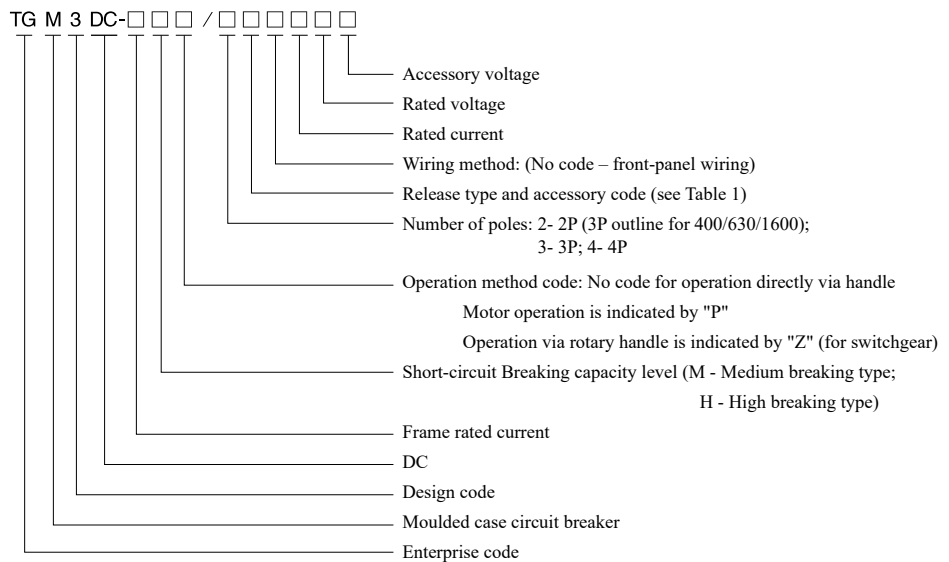 TG M 3 DC-□□□ / □□□□□□
Accessory voltage
Rated voltage
Rated current
Wiring method: (No code – front-panel wiring)
Release type and accessory code (see Table 1)
Number of poles: 2- 2P (3P outline for 400/630/1600);
3- 3P; 4- 4P
Operation method code: No code for operation directly via handle
Motor operation is indicated by "P"
Operation via rotary handle is indicated by "Z" (for switchgear)
Short-circuit Breaking capacity level (M - Medium breaking type;
H - High breaking type)
Frame rated current
DC
Design code
Moulded case circuit breaker
Enterprise code